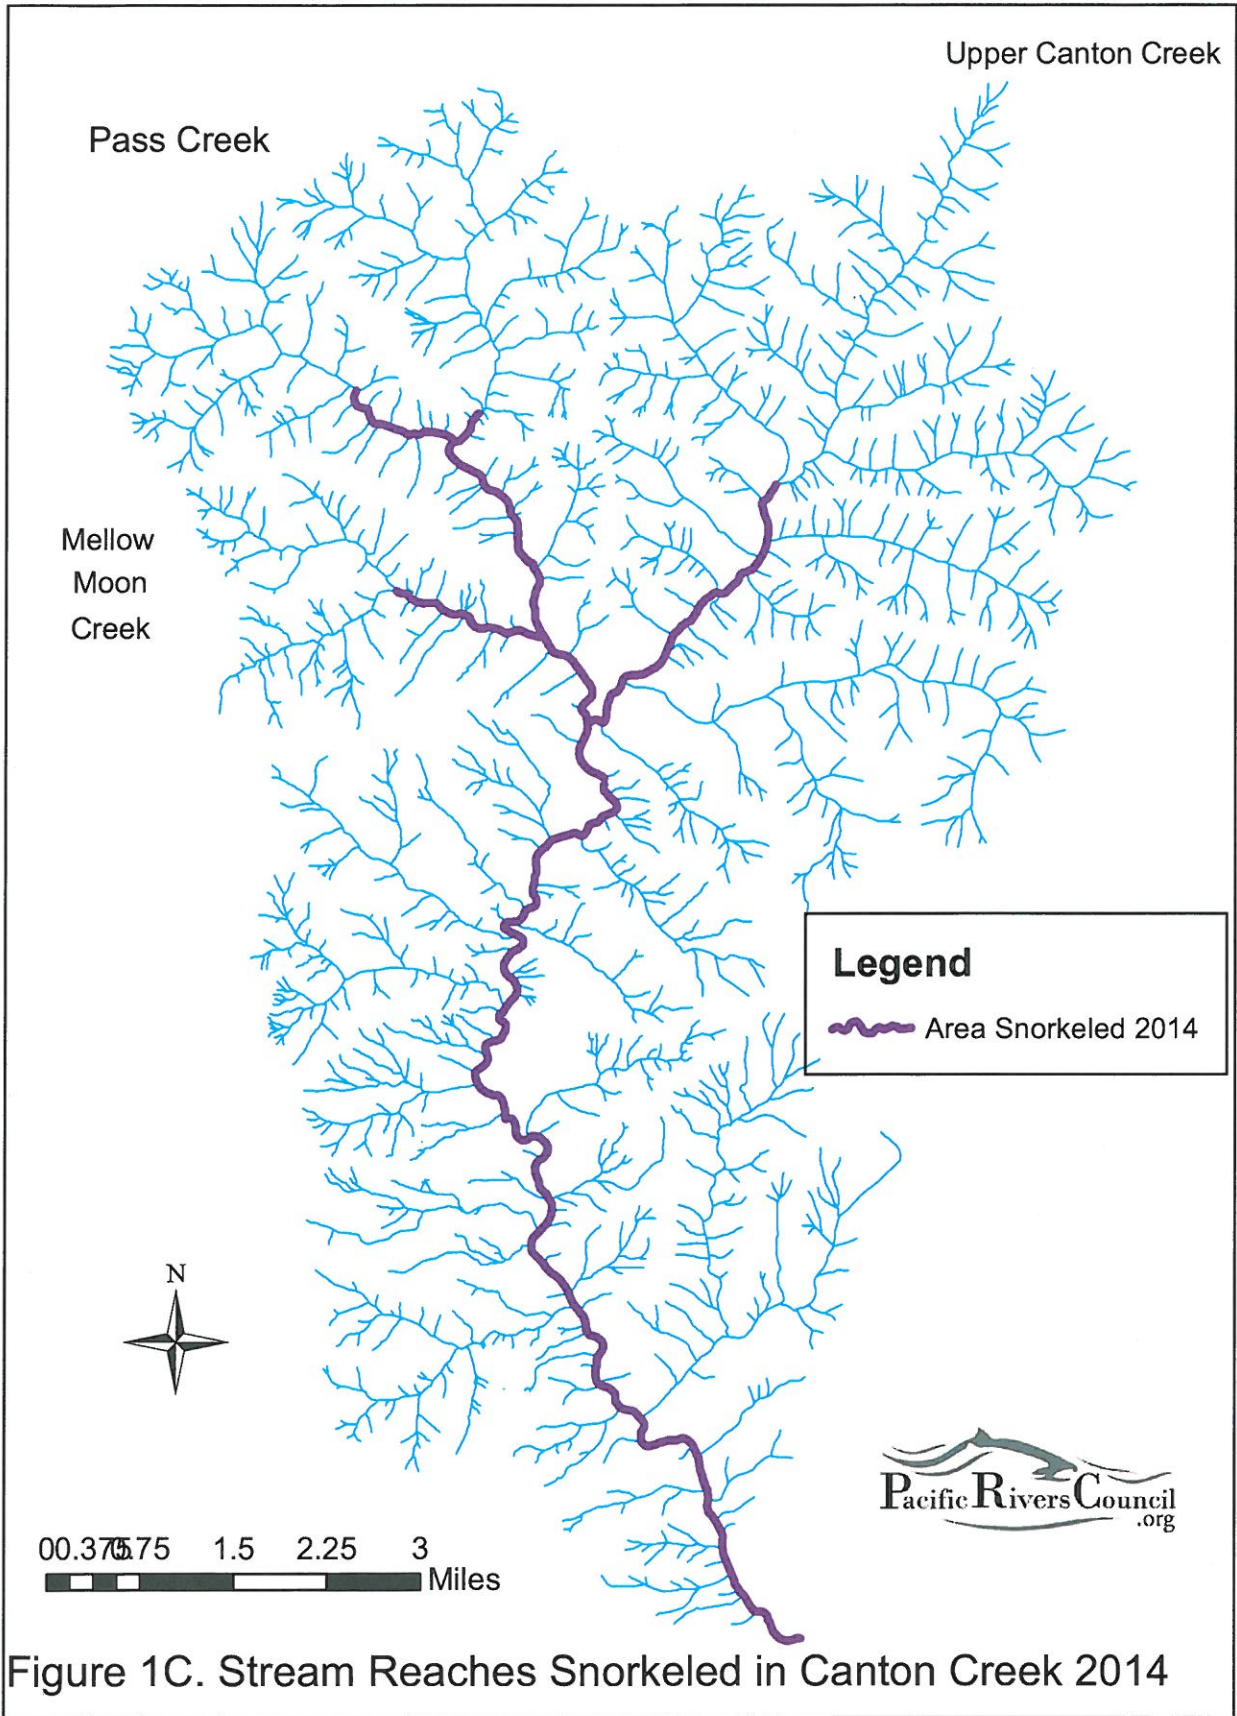 Upper Canton Creek
Pass Creek
Mellow
Moon
Creek
Legend
Area Snorkeled 2014
N
Pacific Rivers Council
.org
00.3750.75 1.5 2.25 3
Miles
Figure 1C. Stream Reaches Snorkeled in Canton Creek 2014